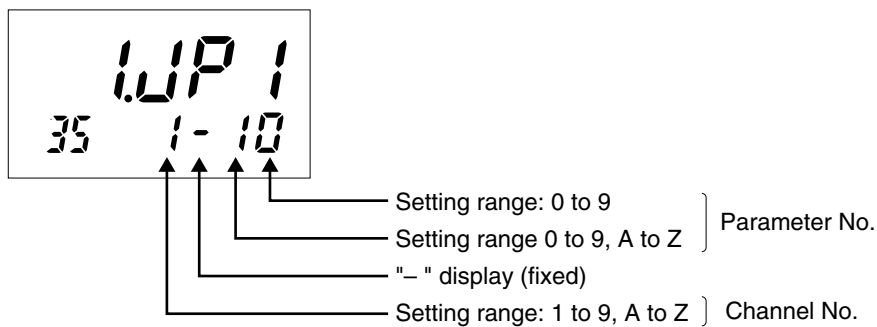 1.JP1
35 1- 10
Setting range: 0 to 9
Setting range 0 to 9, A to Z
Parameter No.
"– " display (fixed)
Setting range: 1 to 9, A to Z
Channel No.